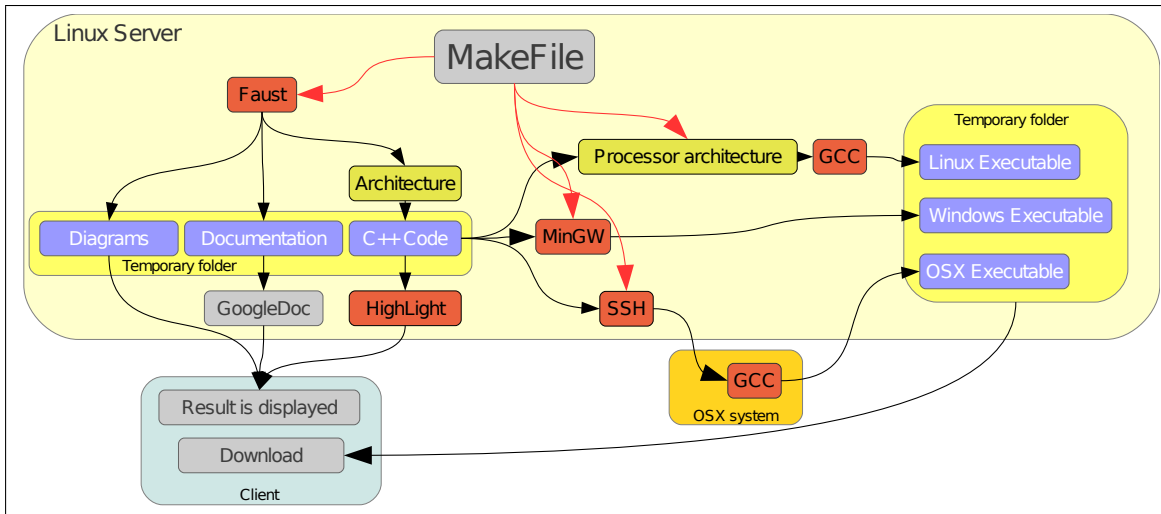 Linux Server
MakeFile
Faust
Temporary folder
Processor architecture
GCC
Linux Executable
Architecture
Windows Executable
Diagrams
Documentation
C++ Code
MinGW
Temporary folder
OSX Executable
GoogleDoc
HighLight
SSH
GCC
OSX system
Result is displayed
Download
Client